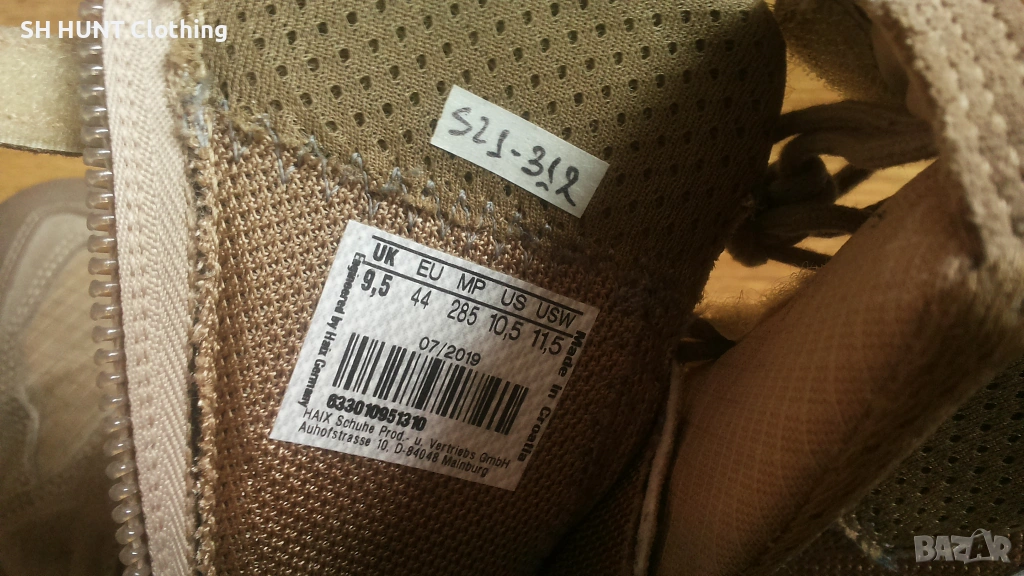 SH HUNT Clothing
S21-312
UK EU MP US USW
9,5 44 285 10,5 11,5
07/2019
Engineered by Haix Germany
Made in Croatia
633010951310
HAIX Schuhe Prod.- u. Vertriebs GmbH
Auhofstrasse 10, D-84048 Mainburg
BAZAR